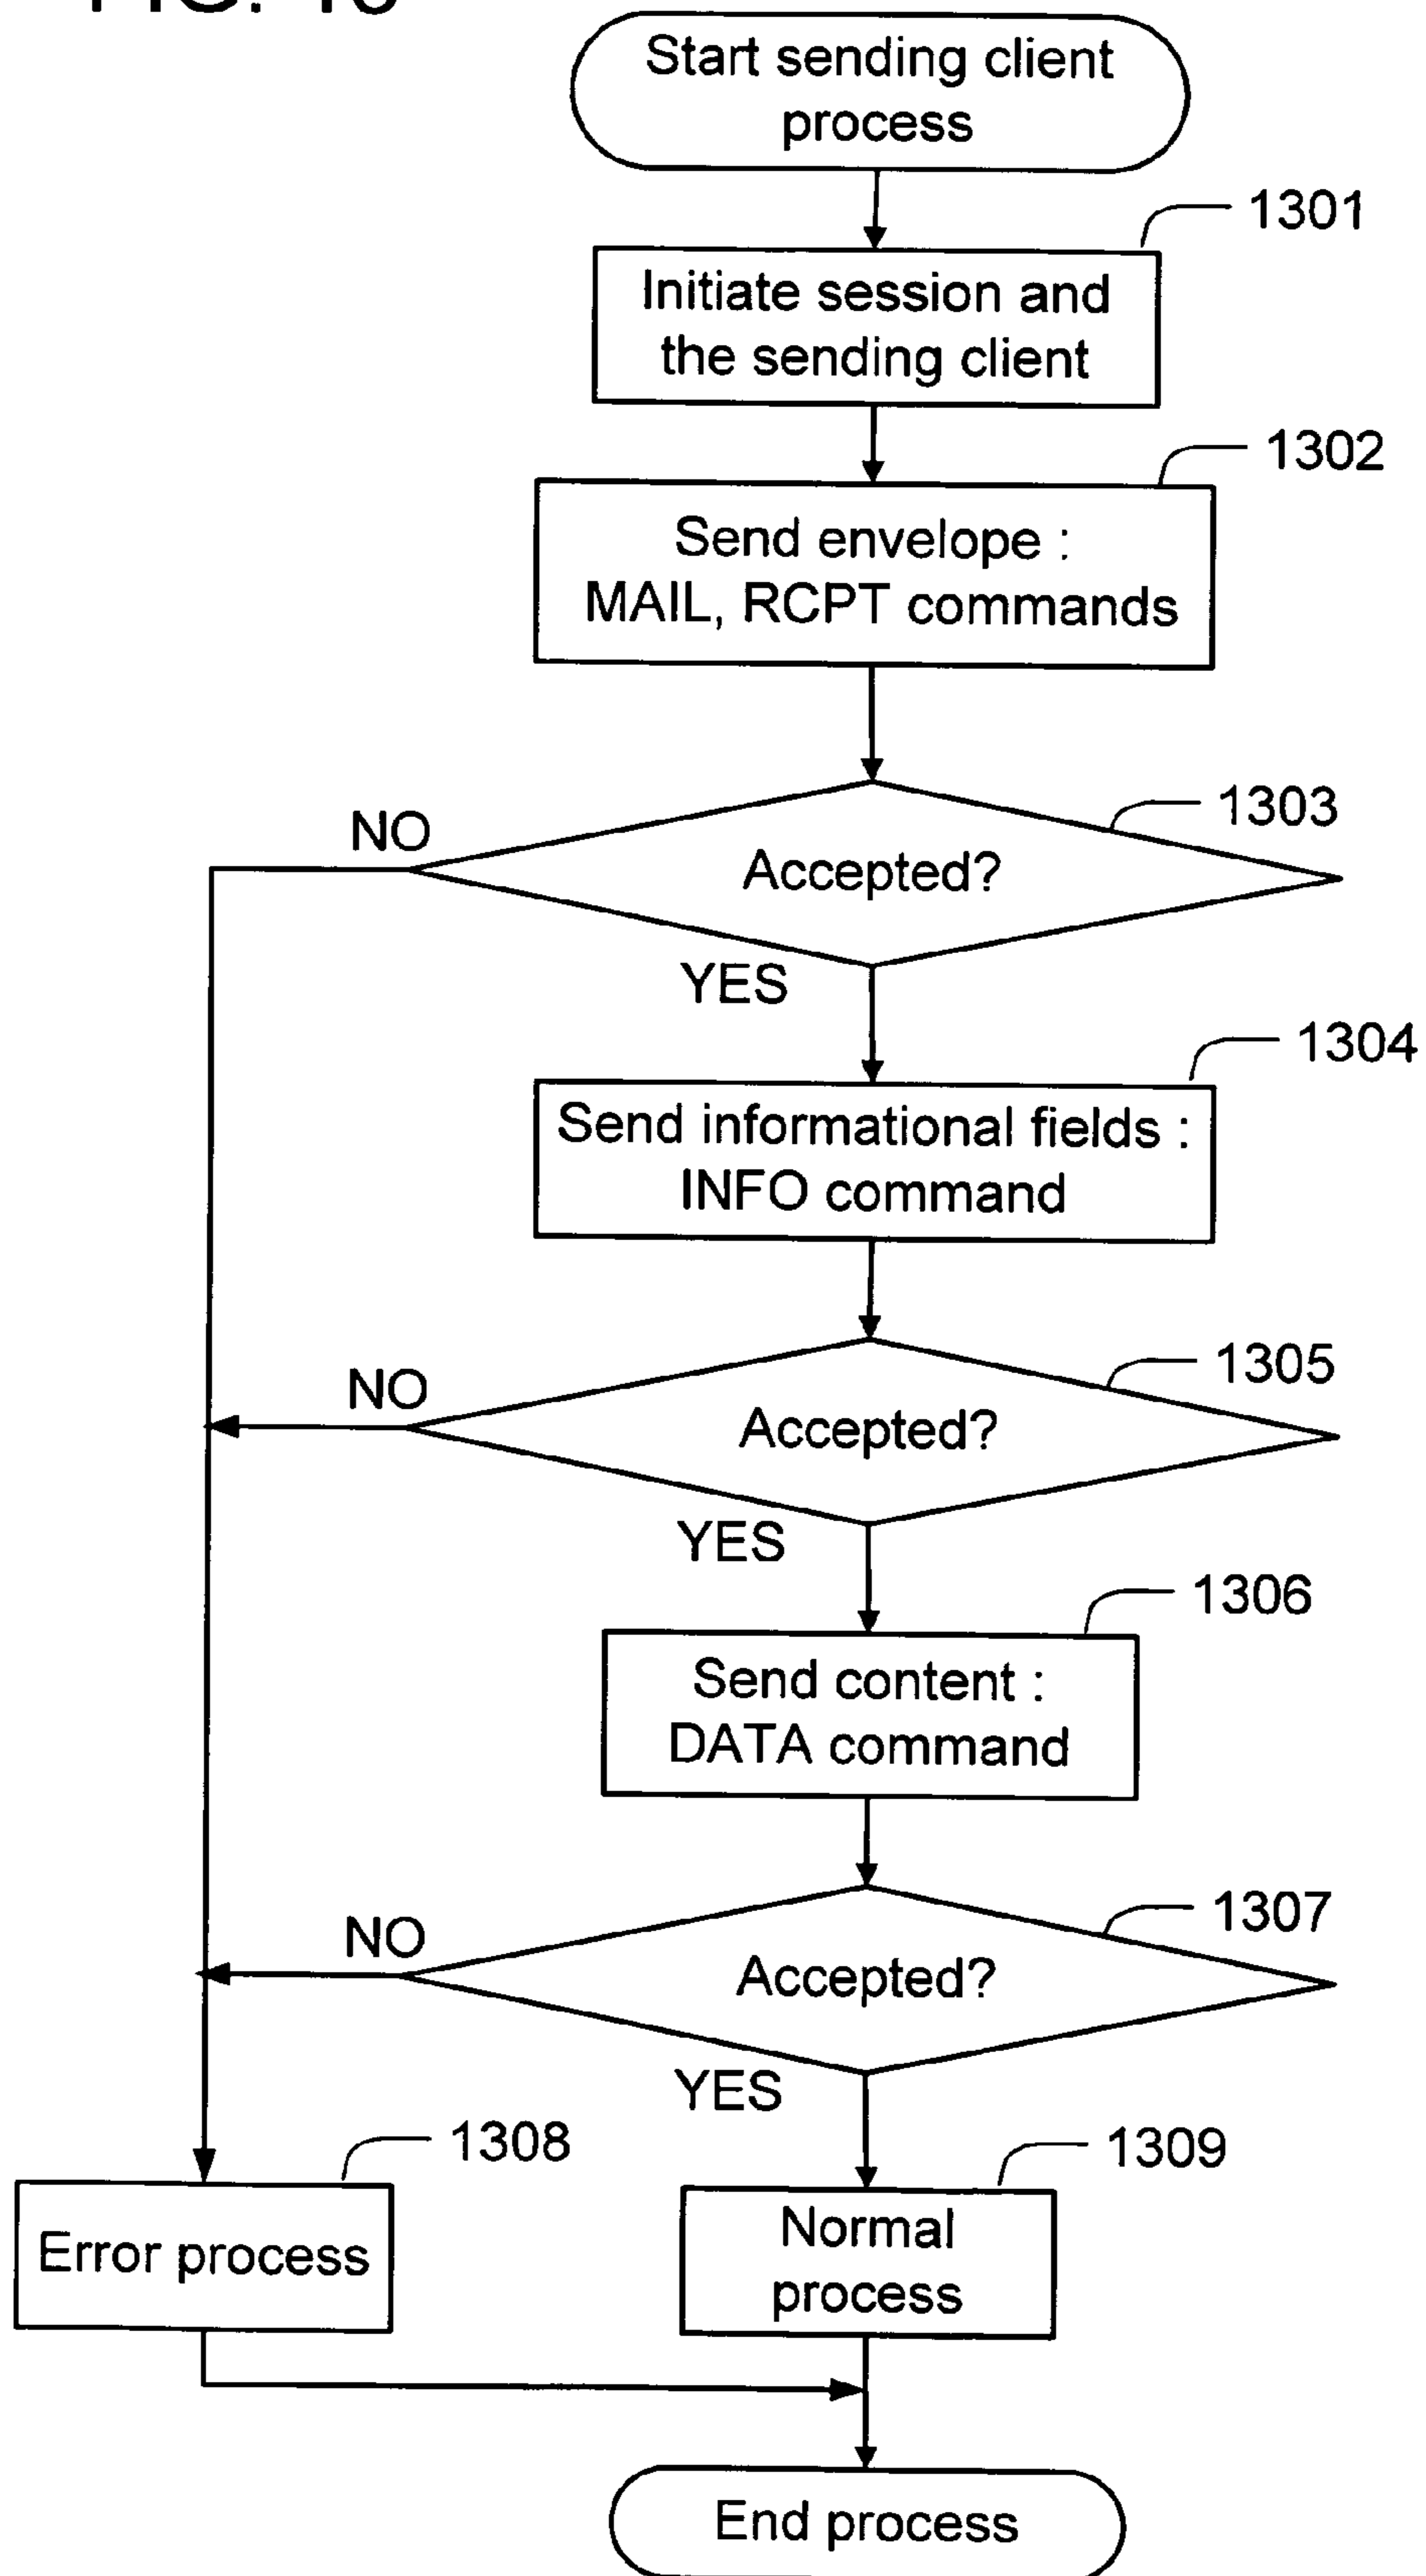 FIG.
Start sending client
process
1301
Initiate session and
the sending client
1302
Send envelope :
MAIL, RCPT commands
1303
NO
Accepted?
YES
1304
Send informational fields :
INFO command
1305
NO
Accepted?
YES
1306
Send content :
DATA command
1307
NO
Accepted?
YES
1308
1309
Error process
Normal
process
End process